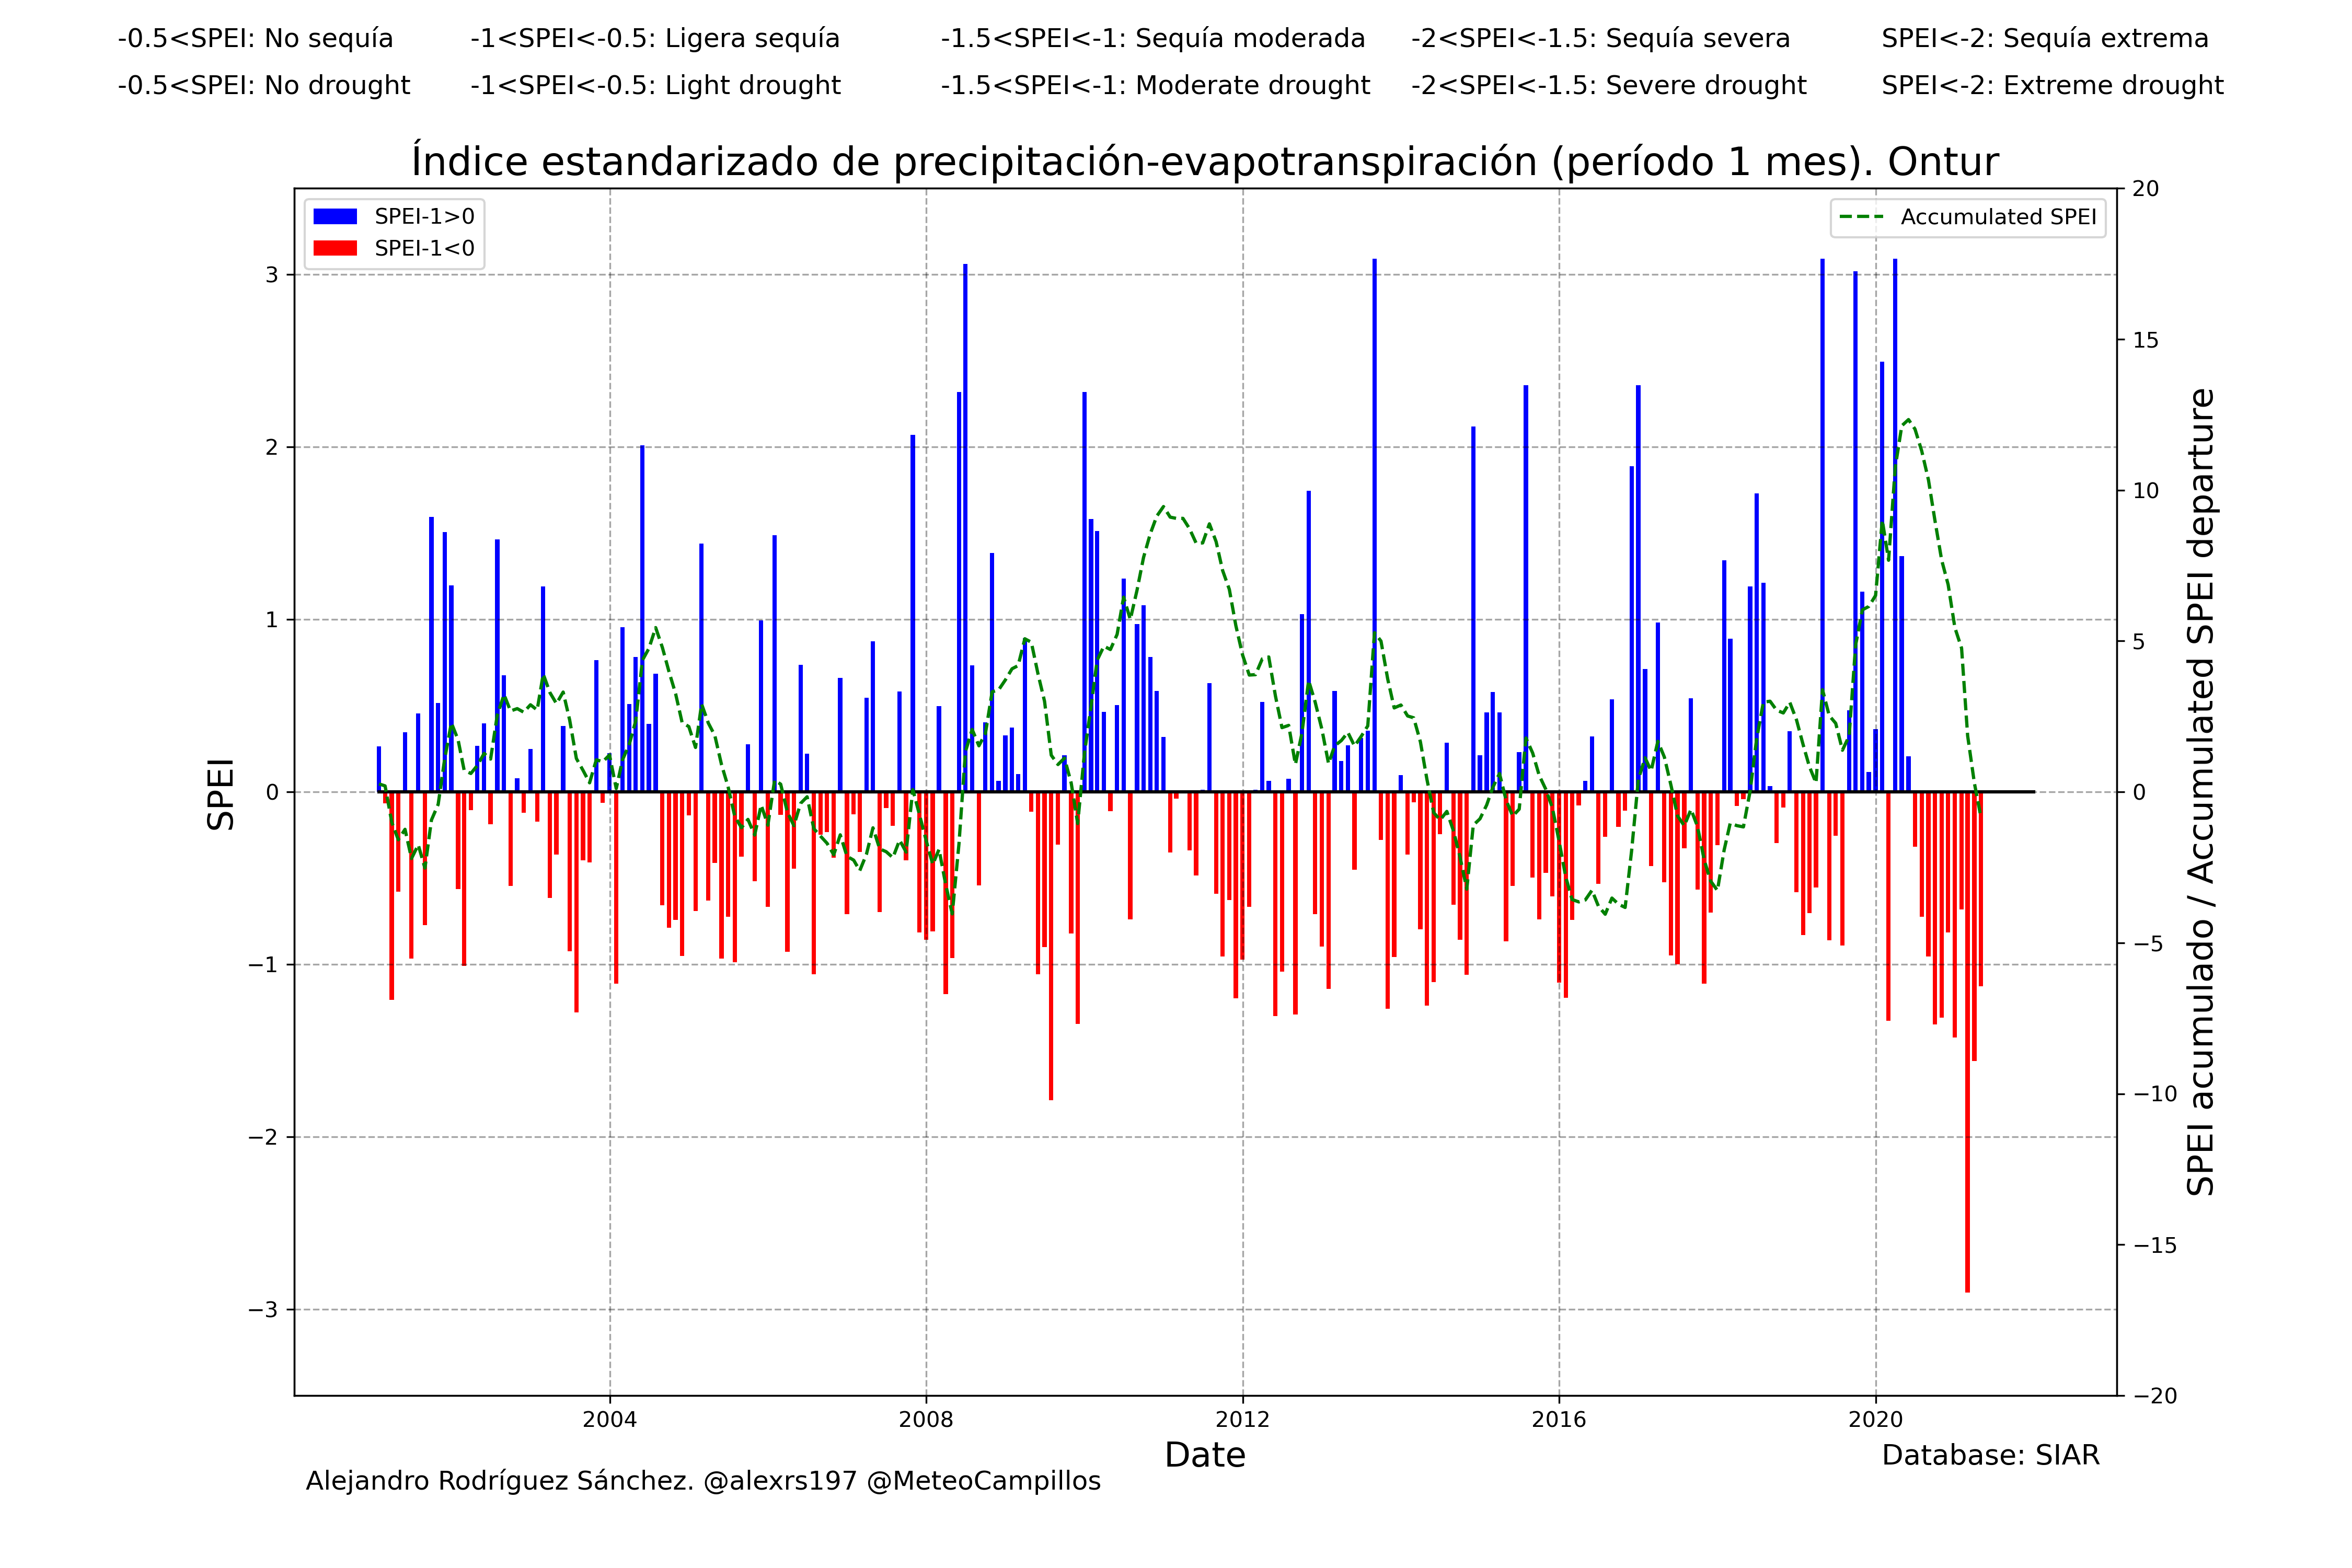 -0.5<SPEI: No sequía -1<SPEI<-0.5: Ligera sequía -1.5<SPEI<-1: Sequía moderada -2<SPEI<-1.5: Sequía severa SPEI<-2: Sequía extrema
-0.5<SPEI: No drought -1<SPEI<-0.5: Light drought -1.5<SPEI<-1: Moderate drought -2<SPEI<-1.5: Severe drought SPEI<-2: Extreme drought
Índice estandarizado de precipitación-evapotranspiración (período 1 mes). Ontur
SPEI-1>0
SPEI-1<0
Accumulated SPEI
SPEI
3
2
1
0
−1
−2
−3
20
15
10
5
0
−5
−10
−15
−20
SPEI acumulado / Accumulated SPEI departure
2004 2008 2012 2016 2020
Date
Database: SIAR
Alejandro Rodríguez Sánchez. @alexrs197 @MeteoCampillos